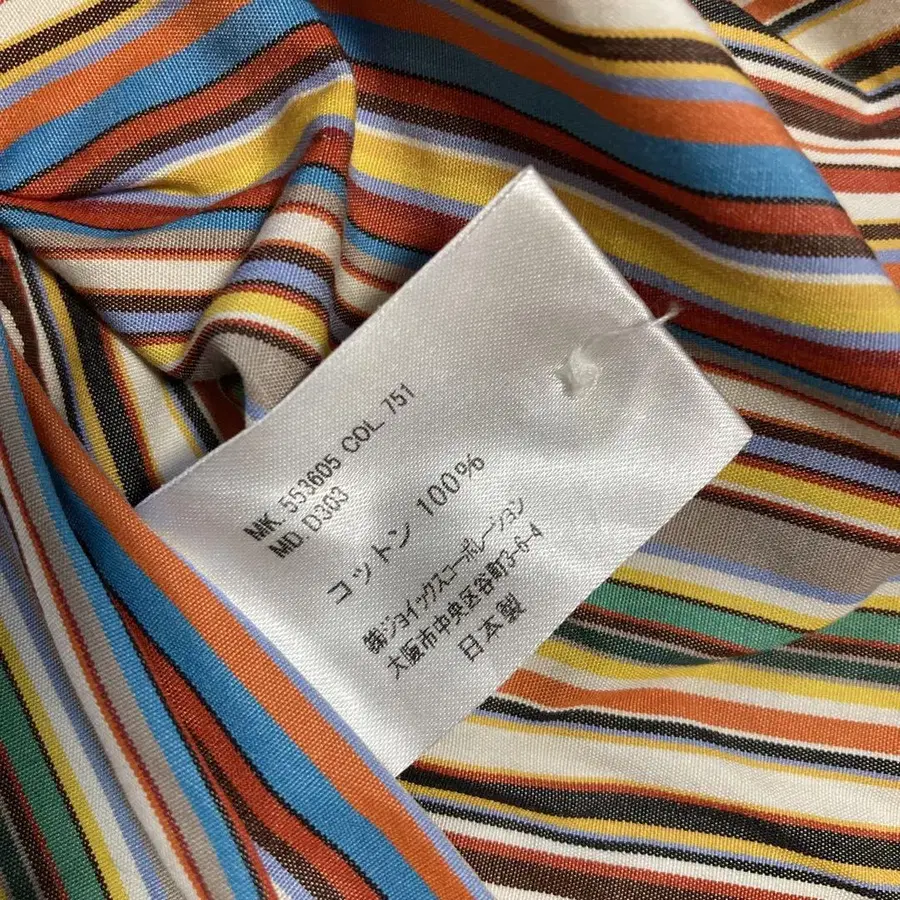 MK. 553605 COL. 751
MD. D303
コットン 100%
㈱ジョイックスコーポレーション
大阪市中央区谷町3-6-4
日本製